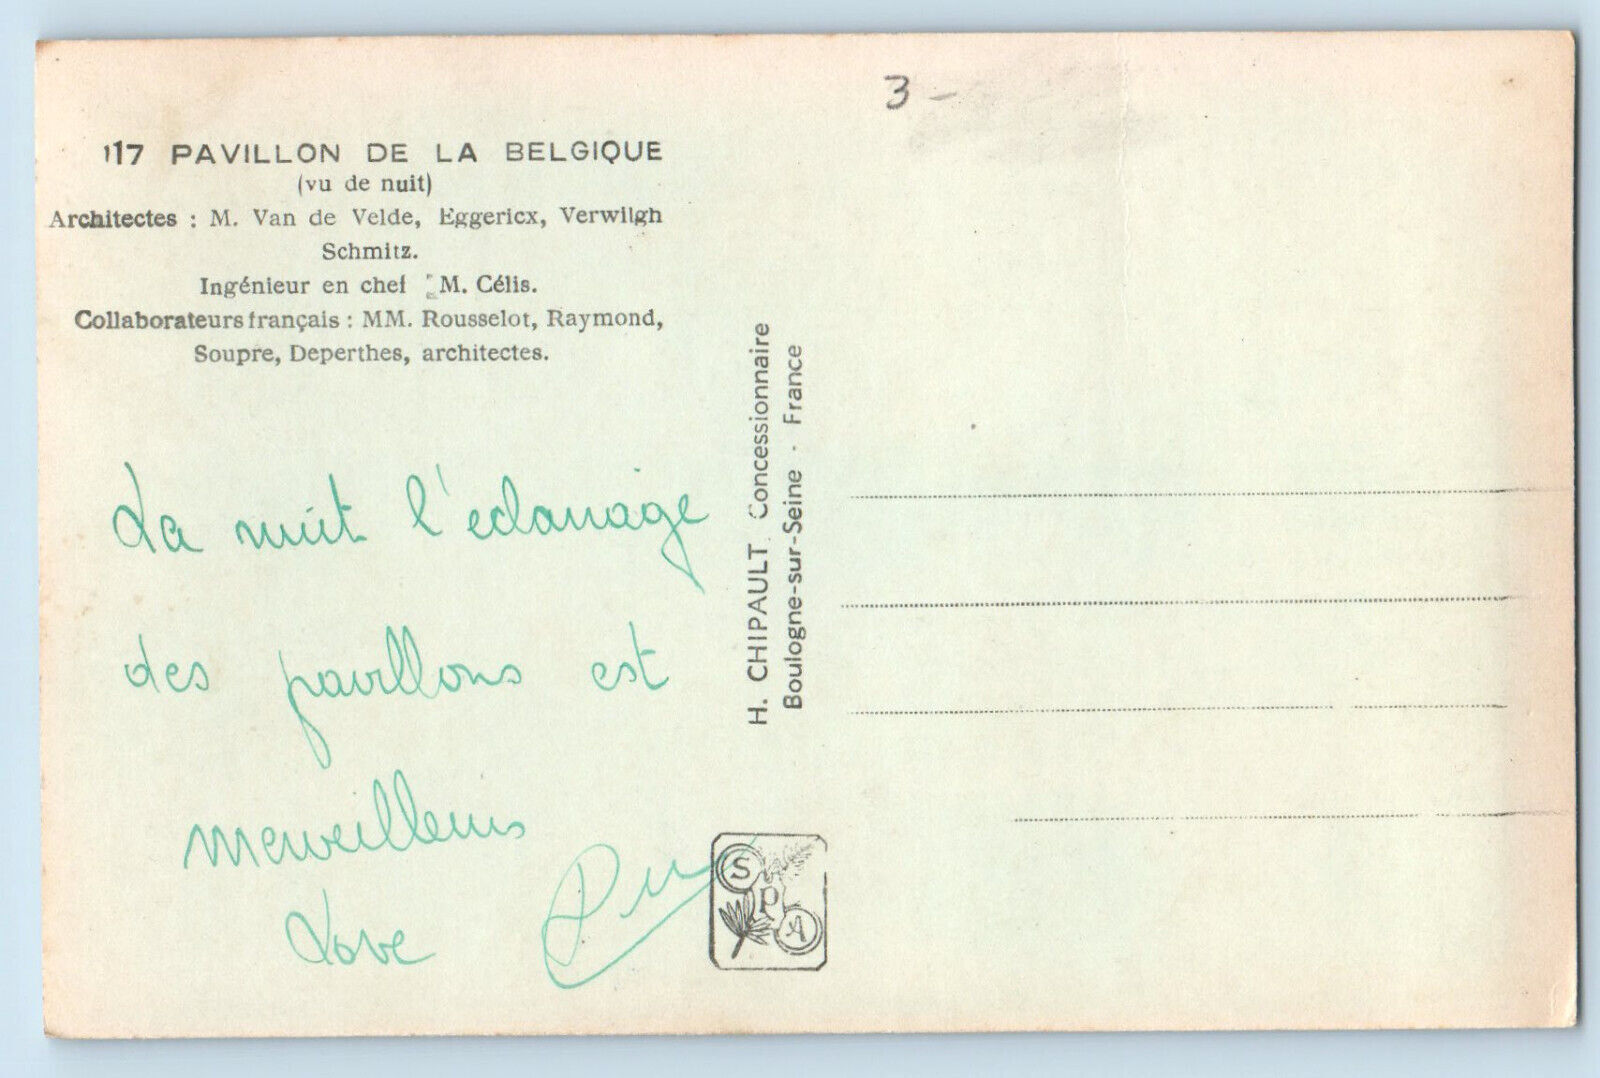 3 -
117 PAVILLON DE LA BELGIQUE
(vu de nuit)
Architectes : M. Van de Velde, Eggericx, Verwilgh
Schmitz.
Ingénieur en chef : M. Célis.
Collaborateurs français : MM. Rousselot, Raymond,
Soupre, Deperthes, architectes.
La nuit l'eclairage
des pavillons est
merveilleus
Love
H. CHIPAULT Concessionnaire
Boulogne-sur-Seine - France
S
P
A